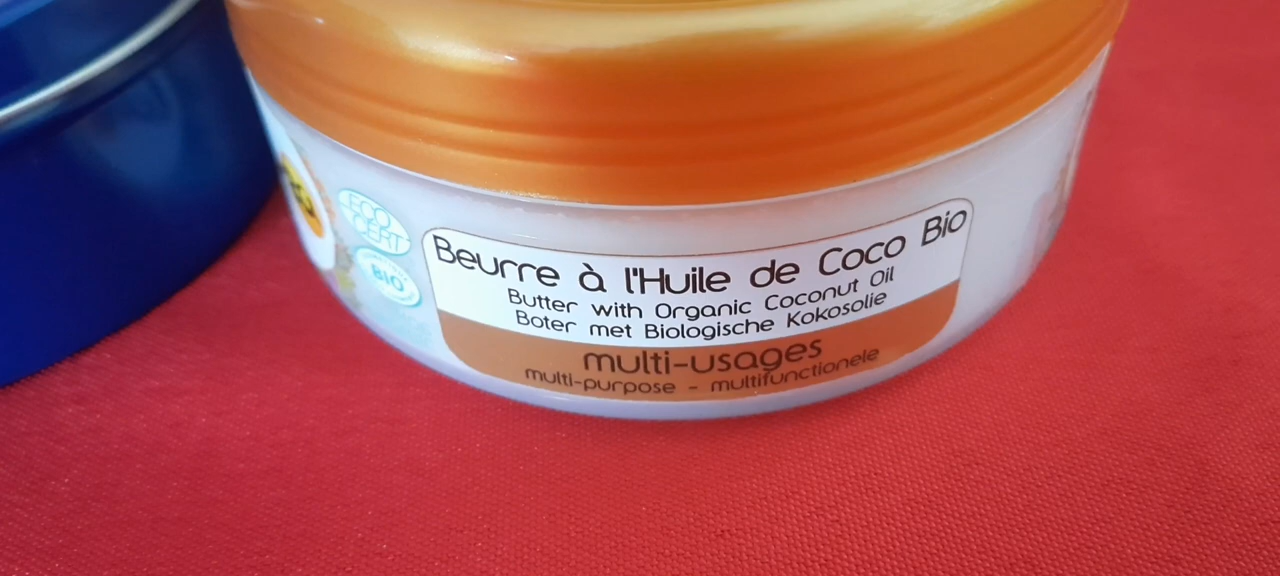 ECO
CERT
BIO
Beurre à l'Huile de Coco Bio
Butter with Organic Coconut Oil
Boter met Biologische Kokosolie
multi-usages
multi-purpose - multifunctionele